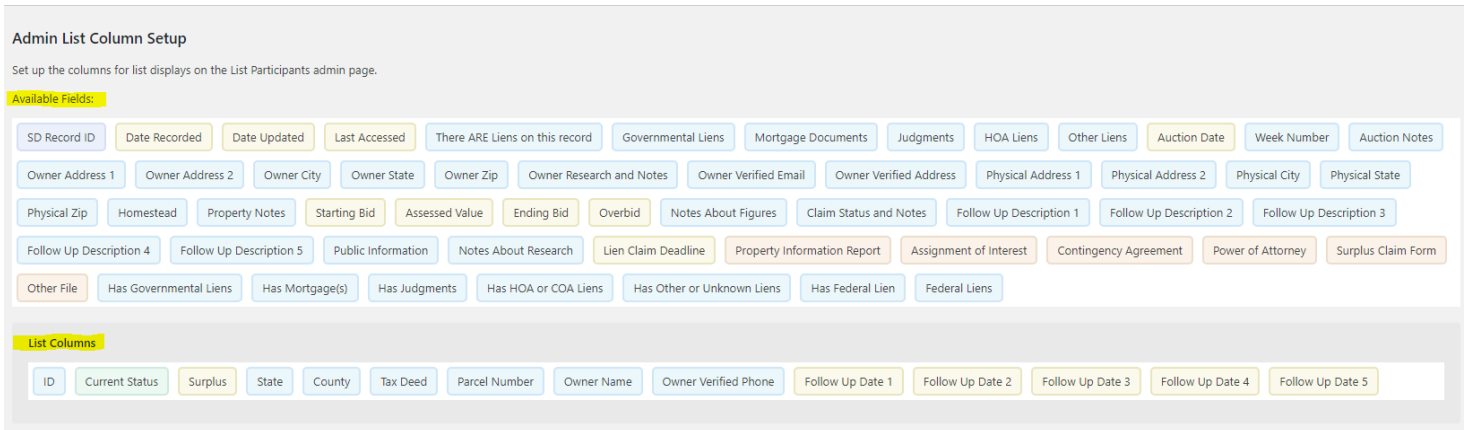 Admin List Column Setup
Set up the columns for list displays on the List Participants admin page.
Available Fields:
SD Record ID Date Recorded Date Updated Last Accessed There ARE Liens on this record Governmental Liens Mortgage Documents Judgments HOA Liens Other Liens Auction Date Week Number Auction Notes
Owner Address 1 Owner Address 2 Owner City Owner State Owner Zip Owner Research and Notes Owner Verified Email Owner Verified Address Physical Address 1 Physical Address 2 Physical City Physical State
Physical Zip Homestead Property Notes Starting Bid Assessed Value Ending Bid Overbid Notes About Figures Claim Status and Notes Follow Up Description 1 Follow Up Description 2 Follow Up Description 3
Follow Up Description 4 Follow Up Description 5 Public Information Notes About Research Lien Claim Deadline Property Information Report Assignment of Interest Contingency Agreement Power of Attorney Surplus Claim Form
Other File Has Governmental Liens Has Mortgage(s) Has Judgments Has HOA or COA Liens Has Other or Unknown Liens Has Federal Lien Federal Liens
List Columns
ID Current Status Surplus State County Tax Deed Parcel Number Owner Name Owner Verified Phone Follow Up Date 1 Follow Up Date 2 Follow Up Date 3 Follow Up Date 4 Follow Up Date 5